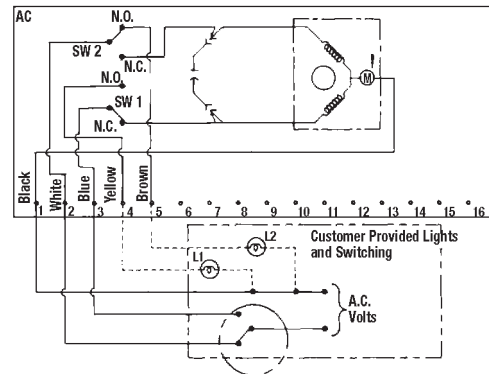 AC
N.O.
SW 2
N.C.
N.O.
SW 1
N.C.
M
Black
White
Blue
Yellow
Brown
1 2 3 4 5 6 7 8 9 10 11 12 13 14 15 16
L2
Customer Provided Lights
and Switching
L1
A.C.
Volts